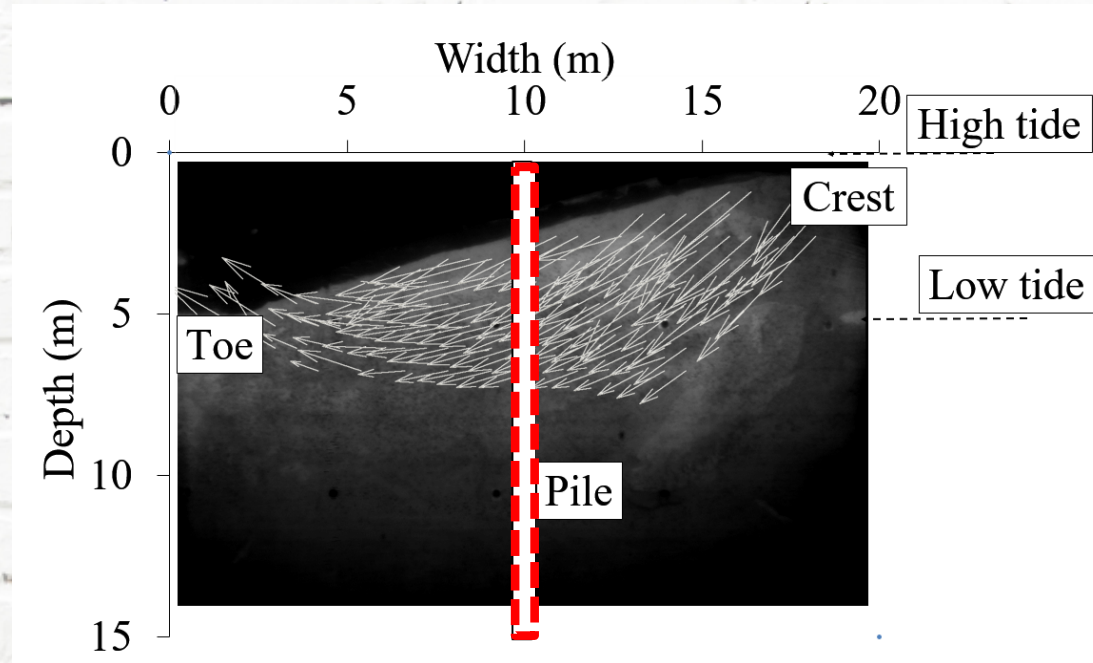 Width (m)
0 5 10 15 20
High tide
0
Crest
Low tide
5
Toe
Depth (m)
10
Pile
15